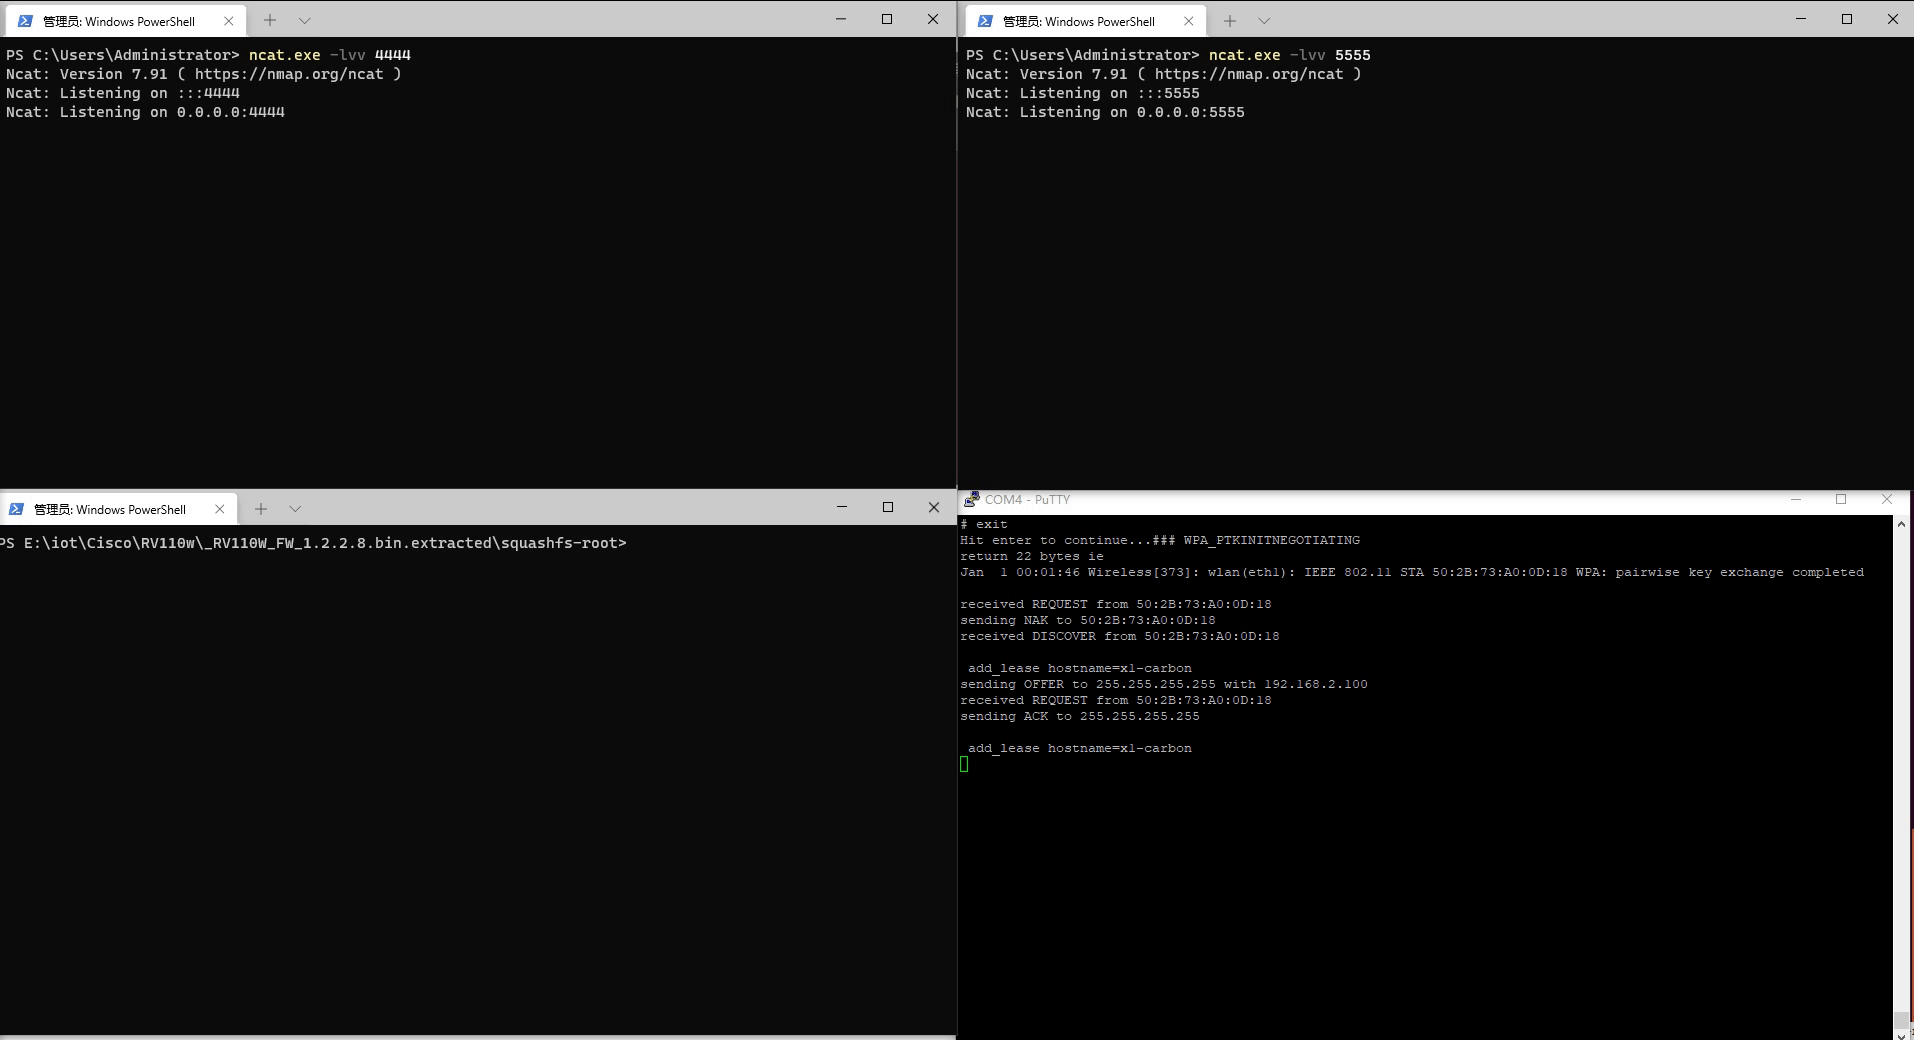 管理员: Windows PowerShell
PS C:\Users\Administrator> ncat.exe -lvv 4444
Ncat: Version 7.91 ( https://nmap.org/ncat )
Ncat: Listening on :::4444
Ncat: Listening on 0.0.0.0:4444
管理员: Windows PowerShell
PS C:\Users\Administrator> ncat.exe -lvv 5555
Ncat: Version 7.91 ( https://nmap.org/ncat )
Ncat: Listening on :::5555
Ncat: Listening on 0.0.0.0:5555
管理员: Windows PowerShell
PS E:\iot\Cisco\RV110w\_RV110W_FW_1.2.2.8.bin.extracted\squashfs-root>
COM4 - PuTTY
# exit
Hit enter to continue...### WPA_PTKINITNEGOTIATING
return 22 bytes ie
Jan  1 00:01:46 Wireless[373]: wlan(eth1): IEEE 802.11 STA 50:2B:73:A0:0D:18 WPA: pairwise key exchange completed
received REQUEST from 50:2B:73:A0:0D:18
sending NAK to 50:2B:73:A0:0D:18
received DISCOVER from 50:2B:73:A0:0D:18
add_lease hostname=x1-carbon
sending OFFER to 255.255.255.255 with 192.168.2.100
received REQUEST from 50:2B:73:A0:0D:18
sending ACK to 255.255.255.255
add_lease hostname=x1-carbon